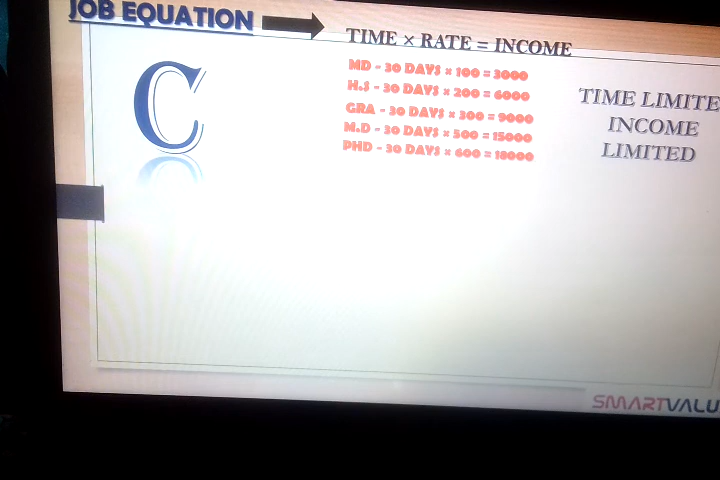 JOB EQUATION
TIME × RATE = INCOME
MD - 30 DAYS × 100 = 3000
H.S - 30 DAYS × 200 = 6000
GRA - 30 DAYS × 300 = 9000
M.D - 30 DAYS × 500 = 15000
PHD - 30 DAYS × 600 = 18000
C
TIME LIMITE
INCOME
LIMITED
SMARTVALU